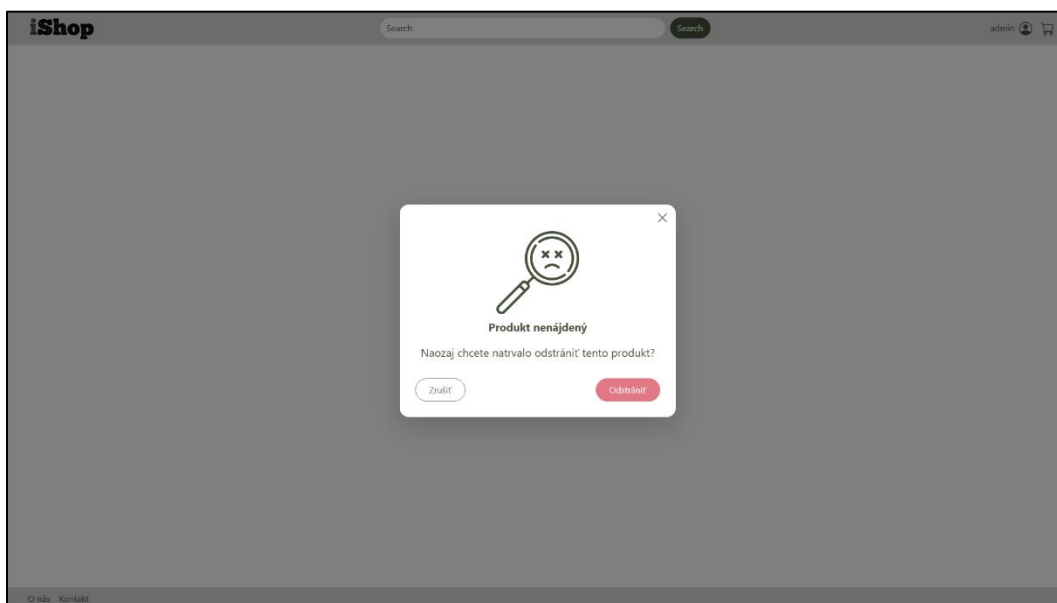 iShop
Search
Search
admin
Produkt nenájdený
Naozaj chcete natrvalo odstrániť tento produkt?
Zrušiť
Odstrániť
O nás Kontakt